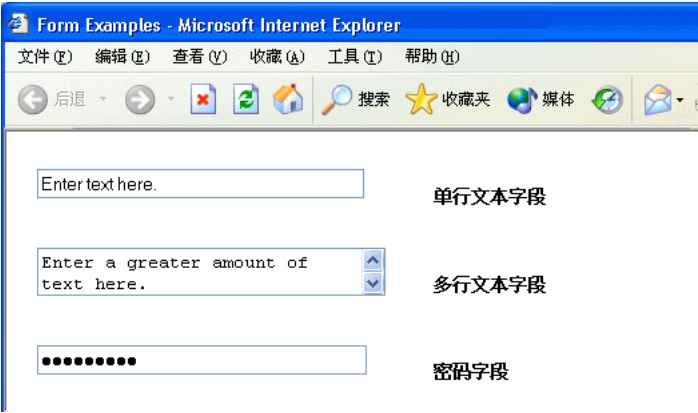 Form Examples - Microsoft Internet Explorer
文件(F) 编辑(E) 查看(V) 收藏(A) 工具(T) 帮助(H)
后退 搜索 收藏夹 媒体
Enter text here.
单行文本字段
Enter a greater amount of
text here.
多行文本字段
●●●●●●●●●
密码字段